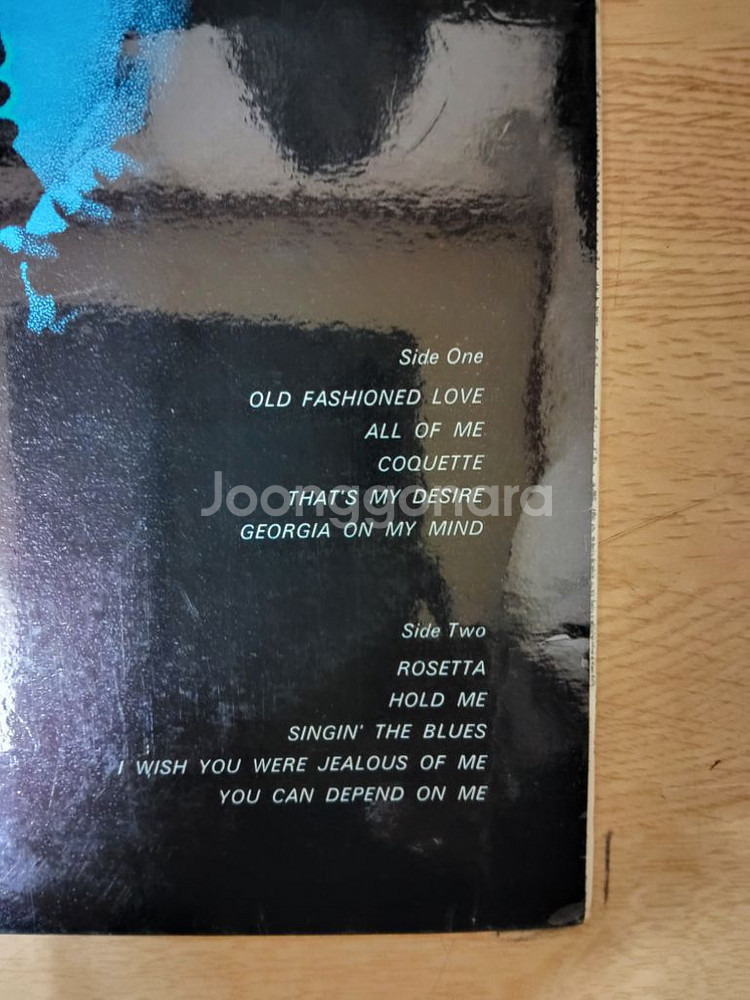 Side One
OLD FASHIONED LOVE
ALL OF ME
COQUETTE
THAT'S MY DESIRE
Joonggonara
GEORGIA ON MY MIND
Side Two
ROSETTA
HOLD ME
SINGIN' THE BLUES
I WISH YOU WERE JEALOUS OF ME
YOU CAN DEPEND ON ME